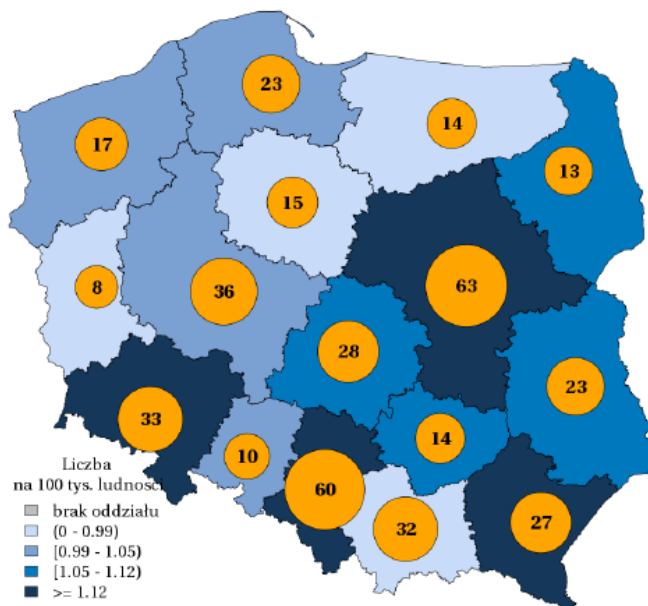 23
14
17
13
15
8
36
63
28
23
33
14
10
60
32
27
Liczba
na 100 tys. ludności
brak oddziału
(0 - 0.99)
[0.99 - 1.05)
[1.05 - 1.12)
>= 1.12